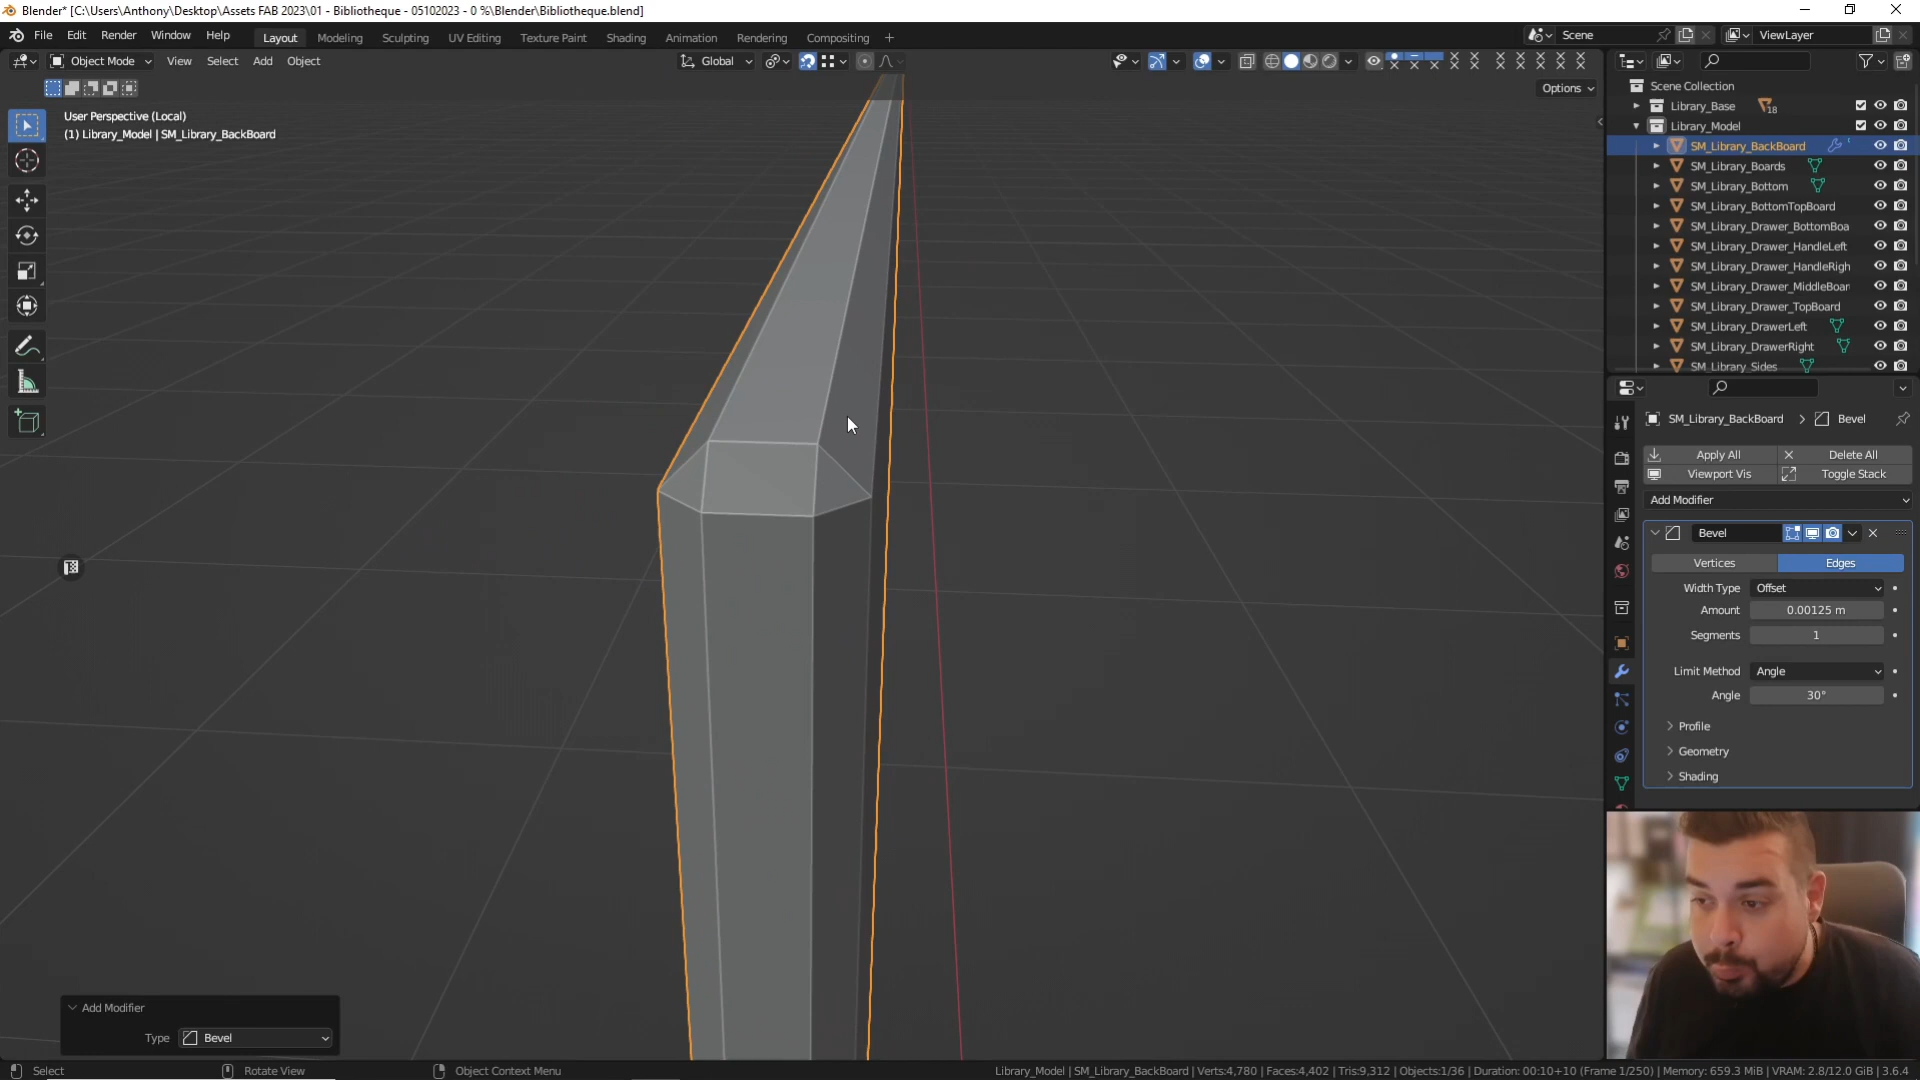 Blender* [C:\Users\Anthony\Desktop\Assets FAB 2023\01 - Bibliotheque - 05102023 - 0 %\Blender\Bibliotheque.blend]
File Edit Render Window Help Layout Modeling Sculpting UV Editing Texture Paint Shading Animation Rendering Compositing + Scene ViewLayer
Object Mode View Select Add Object Global
Options
User Perspective (Local)
(1) Library_Model | SM_Library_BackBoard
Scene Collection
Library_Base 18
Library_Model
SM_Library_BackBoard
SM_Library_Boards
SM_Library_Bottom
SM_Library_BottomTopBoard
SM_Library_Drawer_BottomBoa
SM_Library_Drawer_HandleLeft
SM_Library_Drawer_HandleRigh
SM_Library_Drawer_MiddleBoar
SM_Library_Drawer_TopBoard
SM_Library_DrawerLeft
SM_Library_DrawerRight
SM_Library_Sides
SM_Library_BackBoard > Bevel
Apply All Delete All
Viewport Vis Toggle Stack
Add Modifier
Bevel
Vertices Edges
Width Type Offset
Amount 0.00125 m
Segments 1
Limit Method Angle
Angle 30°
Profile
Geometry
Shading
Add Modifier
Type Bevel
Select Rotate View Object Context Menu Library_Model | SM_Library_BackBoard | Verts:4,780 | Faces:4,402 | Tris:9,312 | Objects:1/36 | Duration: 00:10+10 (Frame 1/250) | Memory: 659.3 MiB | VRAM: 2.8/12.0 GiB | 3.6.4